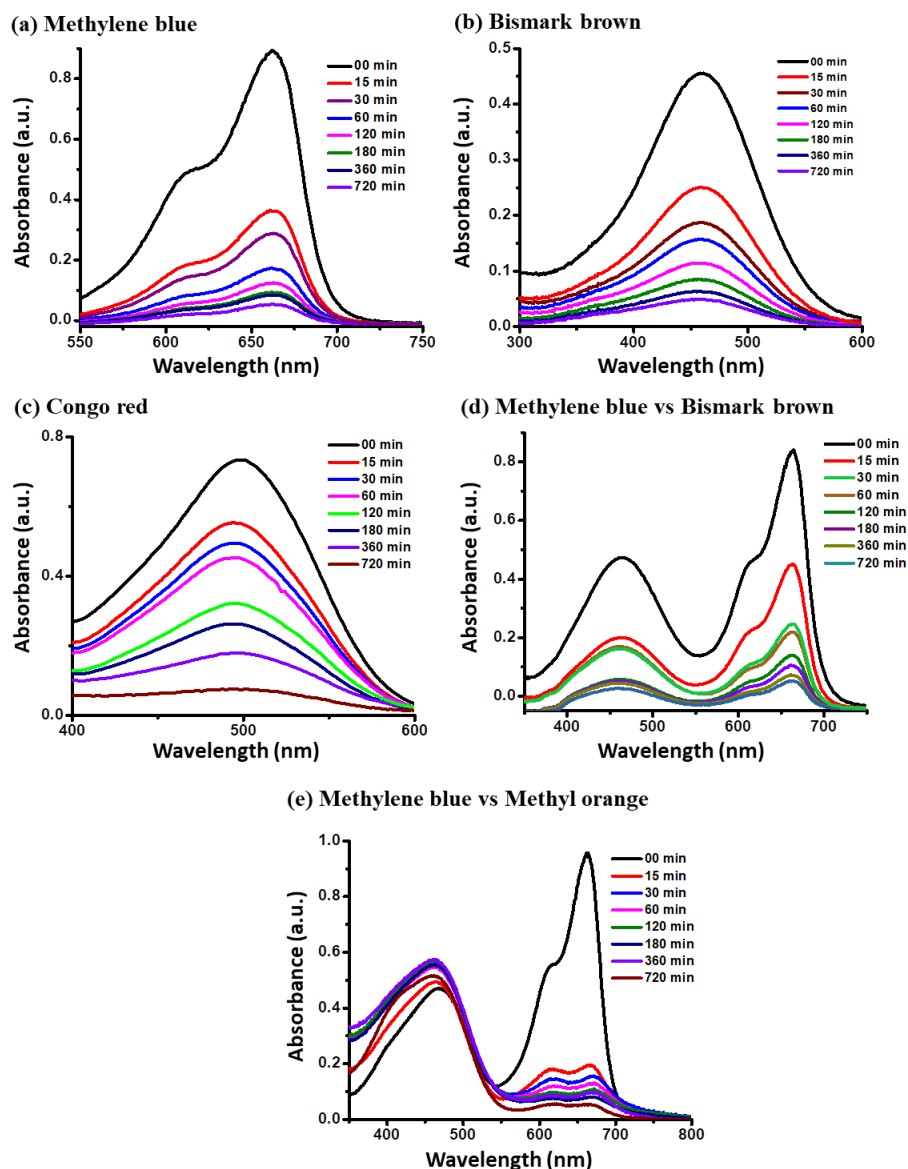 (a) Methylene blue
Absorbance (a.u.)
0.8
0.6
0.4
0.2
0.0
550
600
650
700
750
Wavelength (nm)
00 min
15 min
30 min
60 min
120 min
180 min
360 min
720 min
(b) Bismark brown
Absorbance (a.u.)
0.5
0.4
0.3
0.2
0.1
0.0
300
400
500
600
Wavelength (nm)
00 min
15 min
30 min
60 min
120 min
180 min
360 min
720 min
(c) Congo red
Absorbance (a.u.)
0.8
0.4
0.0
400
500
600
Wavelength (nm)
00 min
15 min
30 min
60 min
120 min
180 min
360 min
720 min
(d) Methylene blue vs Bismark brown
Absorbance (a.u.)
0.8
0.6
0.4
0.2
0.0
400
500
600
700
Wavelength (nm)
00 min
15 min
30 min
60 min
120 min
180 min
360 min
720 min
(e) Methylene blue vs Methyl orange
Absorbance (a.u.)
1.0
0.8
0.6
0.4
0.2
0.0
400
500
600
700
800
Wavelength (nm)
00 min
15 min
30 min
60 min
120 min
180 min
360 min
720 min